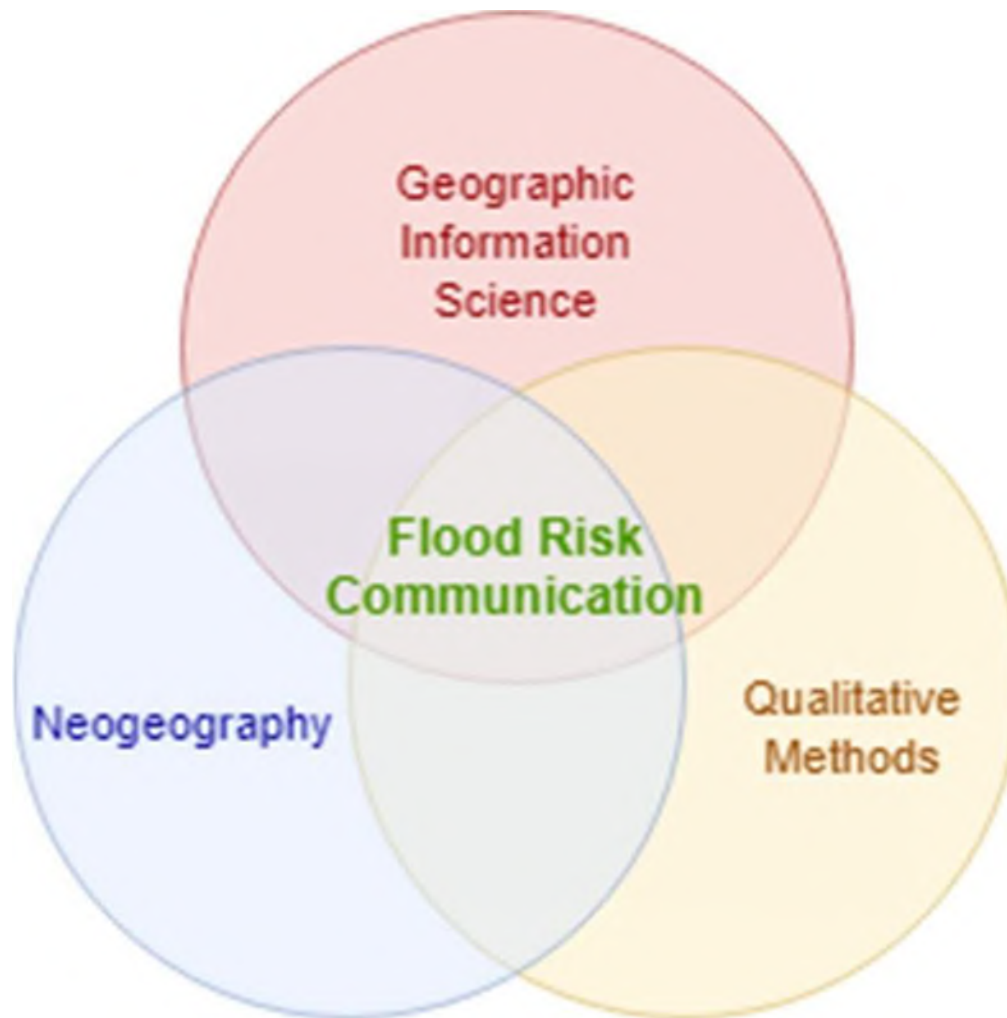 Geographic
Information
Science
Flood Risk
Communication
Neogeography
Qualitative
Methods